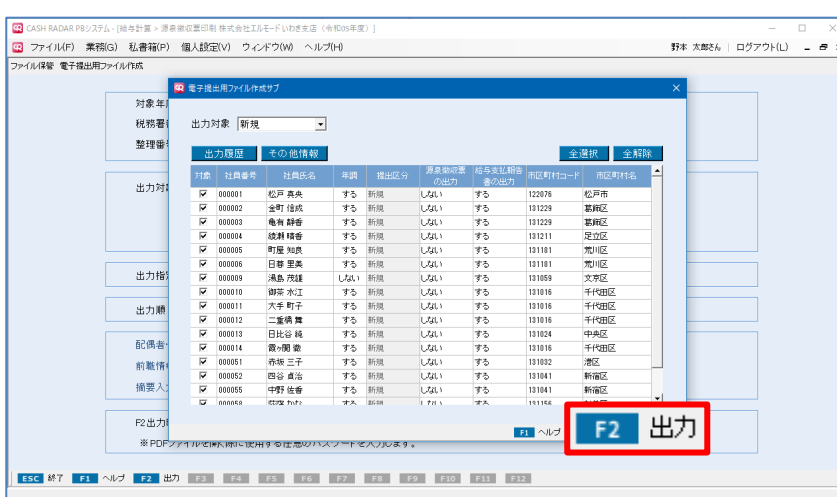 CASH RADAR PBシステム - [給与計算 > 源泉徴収票印刷 株式会社エルモードいわき支店（令和05年度）]
ファイル(F) 業務(G) 私書箱(P) 個人設定(V) ウィンドウ(W) ヘルプ(H) 野本 太郎さん | ログアウト(L)
ファイル保管 電子提出用ファイル作成
電子提出用ファイル作成サブ
対象年
税務署
整理番
出力対
出力指
出力順
配偶者
前職情
摘要入
F2出力
出力対象 新規
出力履歴 その他情報 全選択 全解除
対象 社員番号 社員氏名 年調 提出区分 源泉徴収票の出力 給与支払報告書の出力 市区町村コード 市区町村名
000001 松戸 真央 する 新規 しない する 122076 松戸市
000002 金町 信成 する 新規 しない する 131229 葛飾区
000003 亀有 静香 する 新規 しない する 131229 葛飾区
000004 綾瀬 晴香 する 新規 しない する 131211 足立区
000005 町屋 知良 する 新規 しない する 131181 荒川区
000006 日暮 里美 する 新規 しない する 131181 荒川区
000009 湯島 茂雄 しない 新規 しない する 131059 文京区
000010 御茶 水江 する 新規 しない する 131016 千代田区
000011 大手 町子 する 新規 しない する 131016 千代田区
000012 二重橋 舞 する 新規 しない する 131016 千代田区
000013 日比谷 純 する 新規 しない する 131024 中央区
000014 霞ヶ関 徹 する 新規 しない する 131016 千代田区
000051 赤坂 三子 する 新規 しない する 131032 港区
000052 四谷 直治 する 新規 しない する 131041 新宿区
000055 中野 佐香 する 新規 しない する 131041 新宿区
F1 ヘルプ F2 出力
※PDFファイルを開く際に使用する任意のパスワードを入力します。
ESC 終了 F1 ヘルプ F2 出力 F3 F4 F5 F6 F7 F8 F9 F10 F11 F12